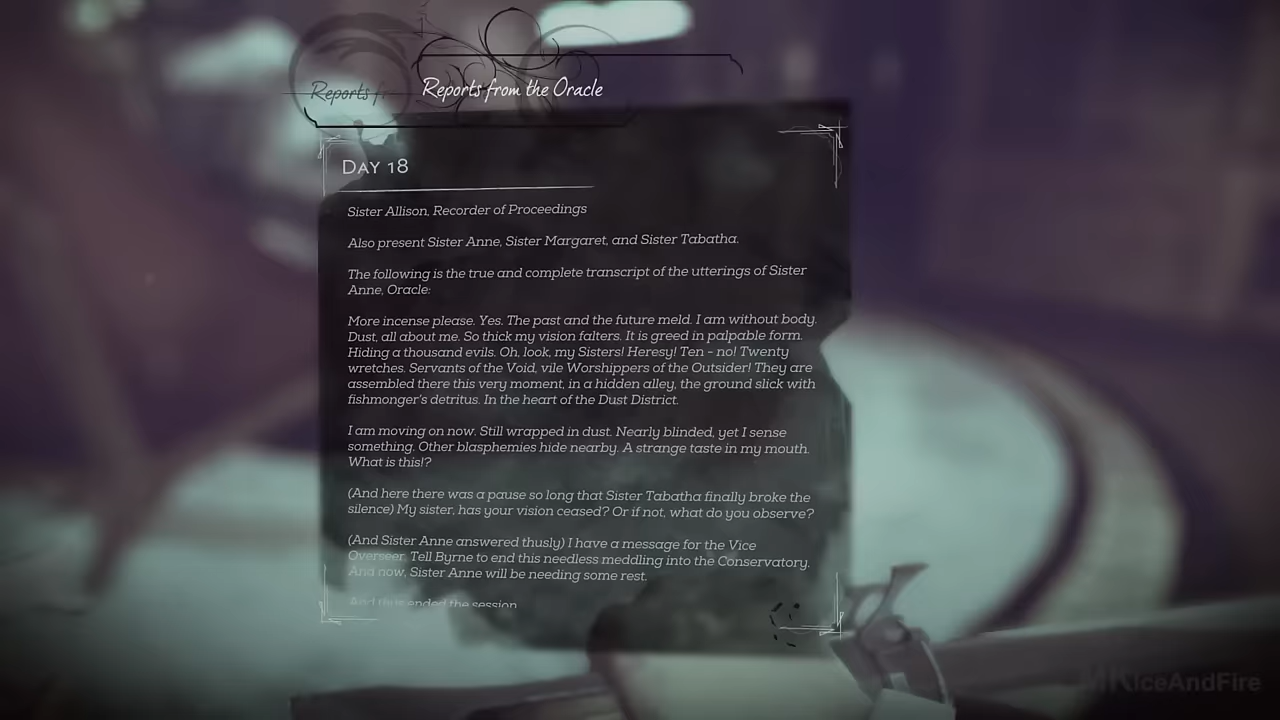 Reports fr
Reports from the Oracle
DAY 18
Sister Allison, Recorder of Proceedings
Also present Sister Anne, Sister Margaret, and Sister Tabatha.
The following is the true and complete transcript of the utterings of Sister
Anne, Oracle:
More incense please. Yes. The past and the future meld. I am without body.
Dust, all about me. So thick my vision falters. It is greed in palpable form.
Hiding a thousand evils. Oh, look, my Sisters! Heresy! Ten - no! Twenty
wretches. Servants of the Void, vile Worshippers of the Outsider! They are
assembled there this very moment, in a hidden alley, the ground slick with
fishmonger's detritus. In the heart of the Dust District.
I am moving on now. Still wrapped in dust. Nearly blinded, yet I sense
something. Other blasphemies hide nearby. A strange taste in my mouth.
What is this!?
(And here there was a pause so long that Sister Tabatha finally broke the
silence) My sister, has your vision ceased? Or if not, what do you observe?
(And Sister Anne answered thusly) I have a message for the Vice
Overseer. Tell Byrne to end this needless meddling into the Conservatory.
And now, Sister Anne will be needing some rest.
And thus ended the session
MKIceAndFire